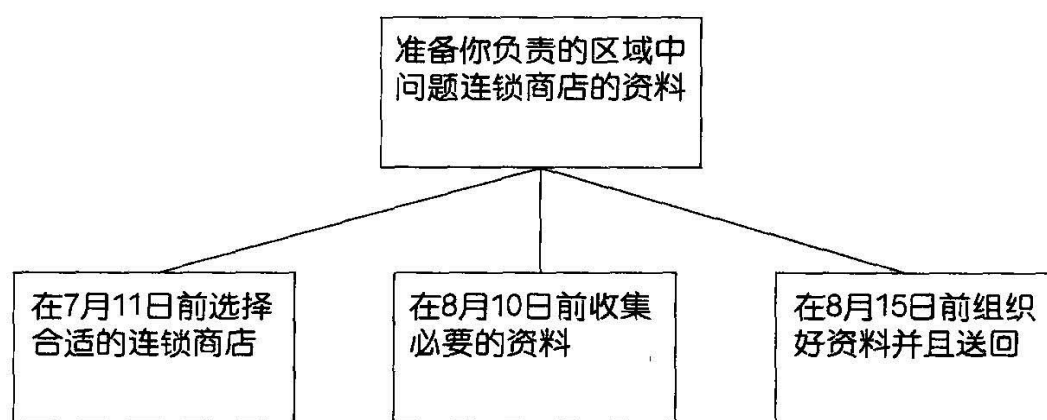 准备你负责的区域中
问题连锁商店的资料
在7月11日前选择
合适的连锁商店
在8月10日前收集
必要的资料
在8月15日前组织
好资料并且送回